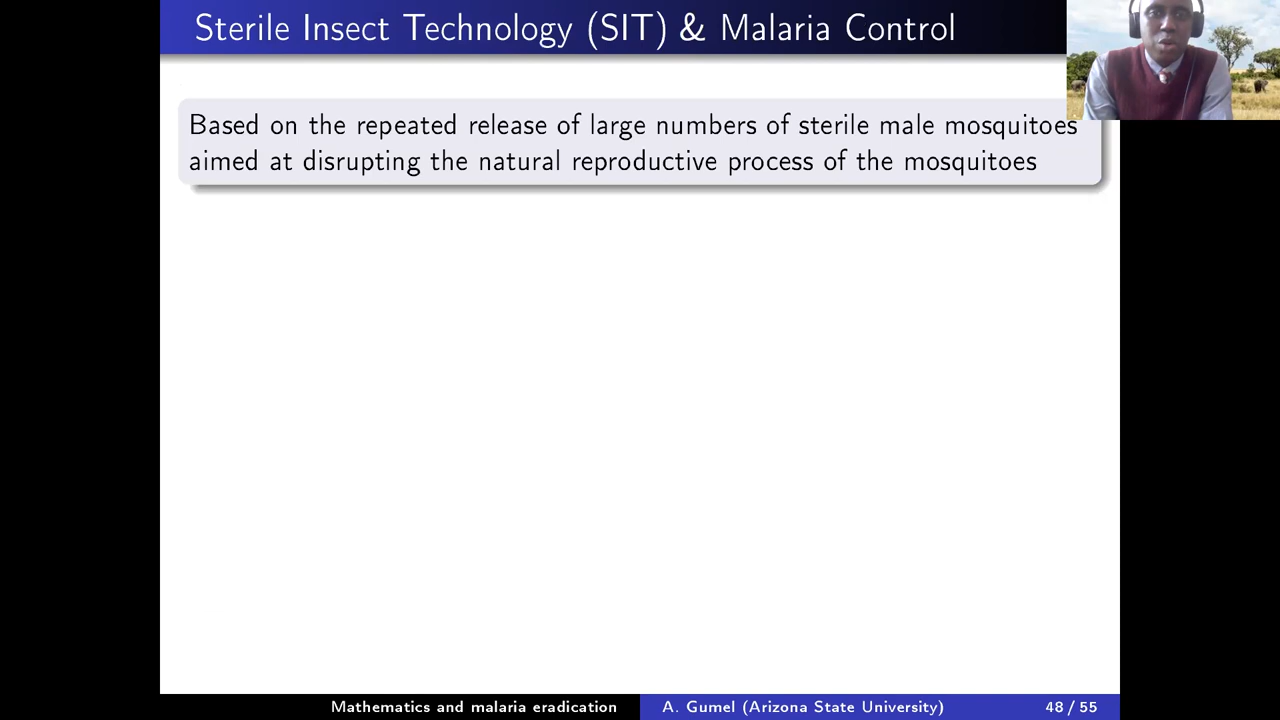 Sterile Insect Technology (SIT) & Malaria Control
Based on the repeated release of large numbers of sterile male mosquitoes
aimed at disrupting the natural reproductive process of the mosquitoes
Mathematics and malaria eradication
A. Gumel (Arizona State University)
48 / 55